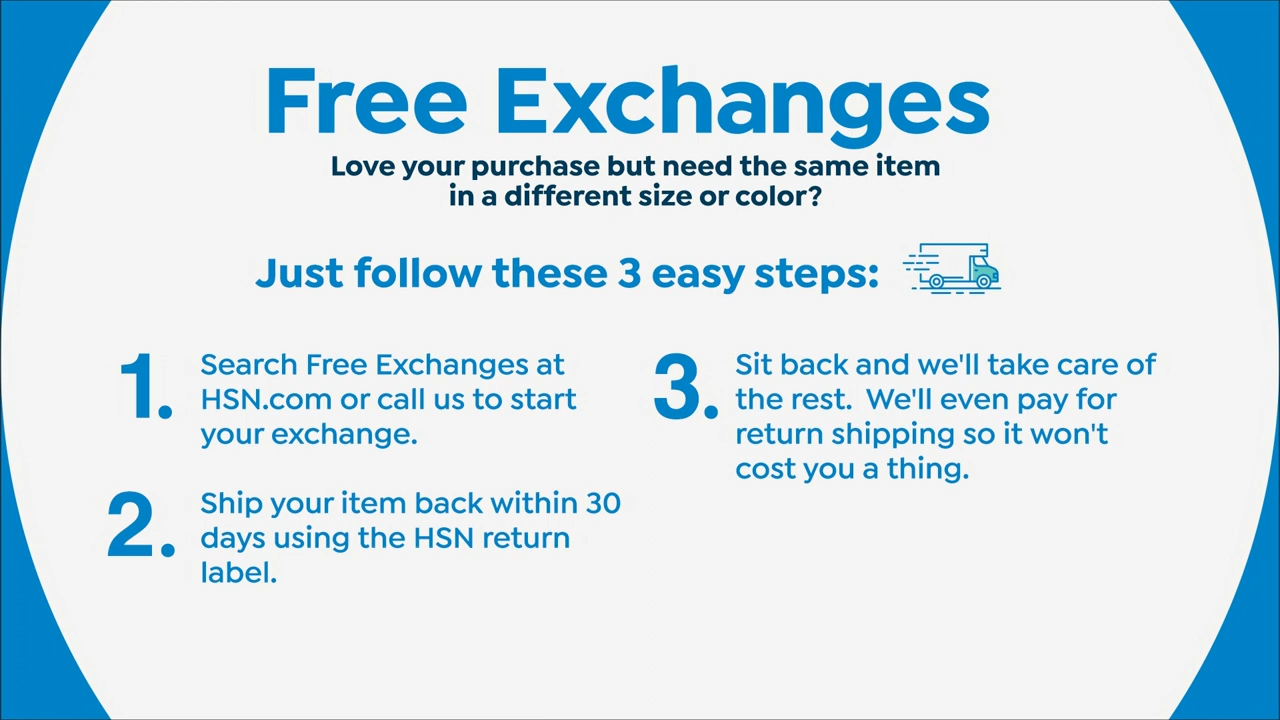 Free Exchanges
Love your purchase but need the same item
in a different size or color?
Just follow these 3 easy steps:
1. Search Free Exchanges at
HSN.com or call us to start
your exchange.
2. Ship your item back within 30
days using the HSN return
label.
3. Sit back and we'll take care of
the rest.  We'll even pay for
return shipping so it won't
cost you a thing.